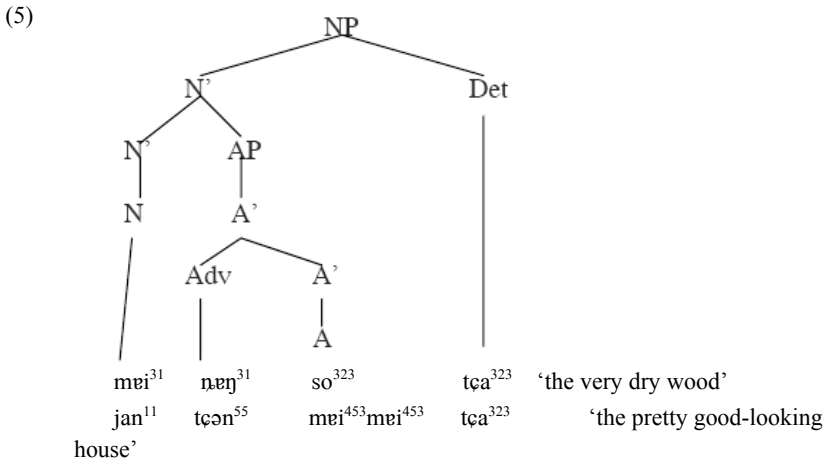 (5)
NP
N’ Det
N’ AP
N A’
Adv A’
A
mɐi³¹ ȵɐŋ³¹ so³²³ tɕa³²³ ‘the very dry wood’
jan¹¹ tɕən⁵⁵ mɐi⁴⁵³mɐi⁴⁵³ tɕa³²³ ‘the pretty good-looking
house’